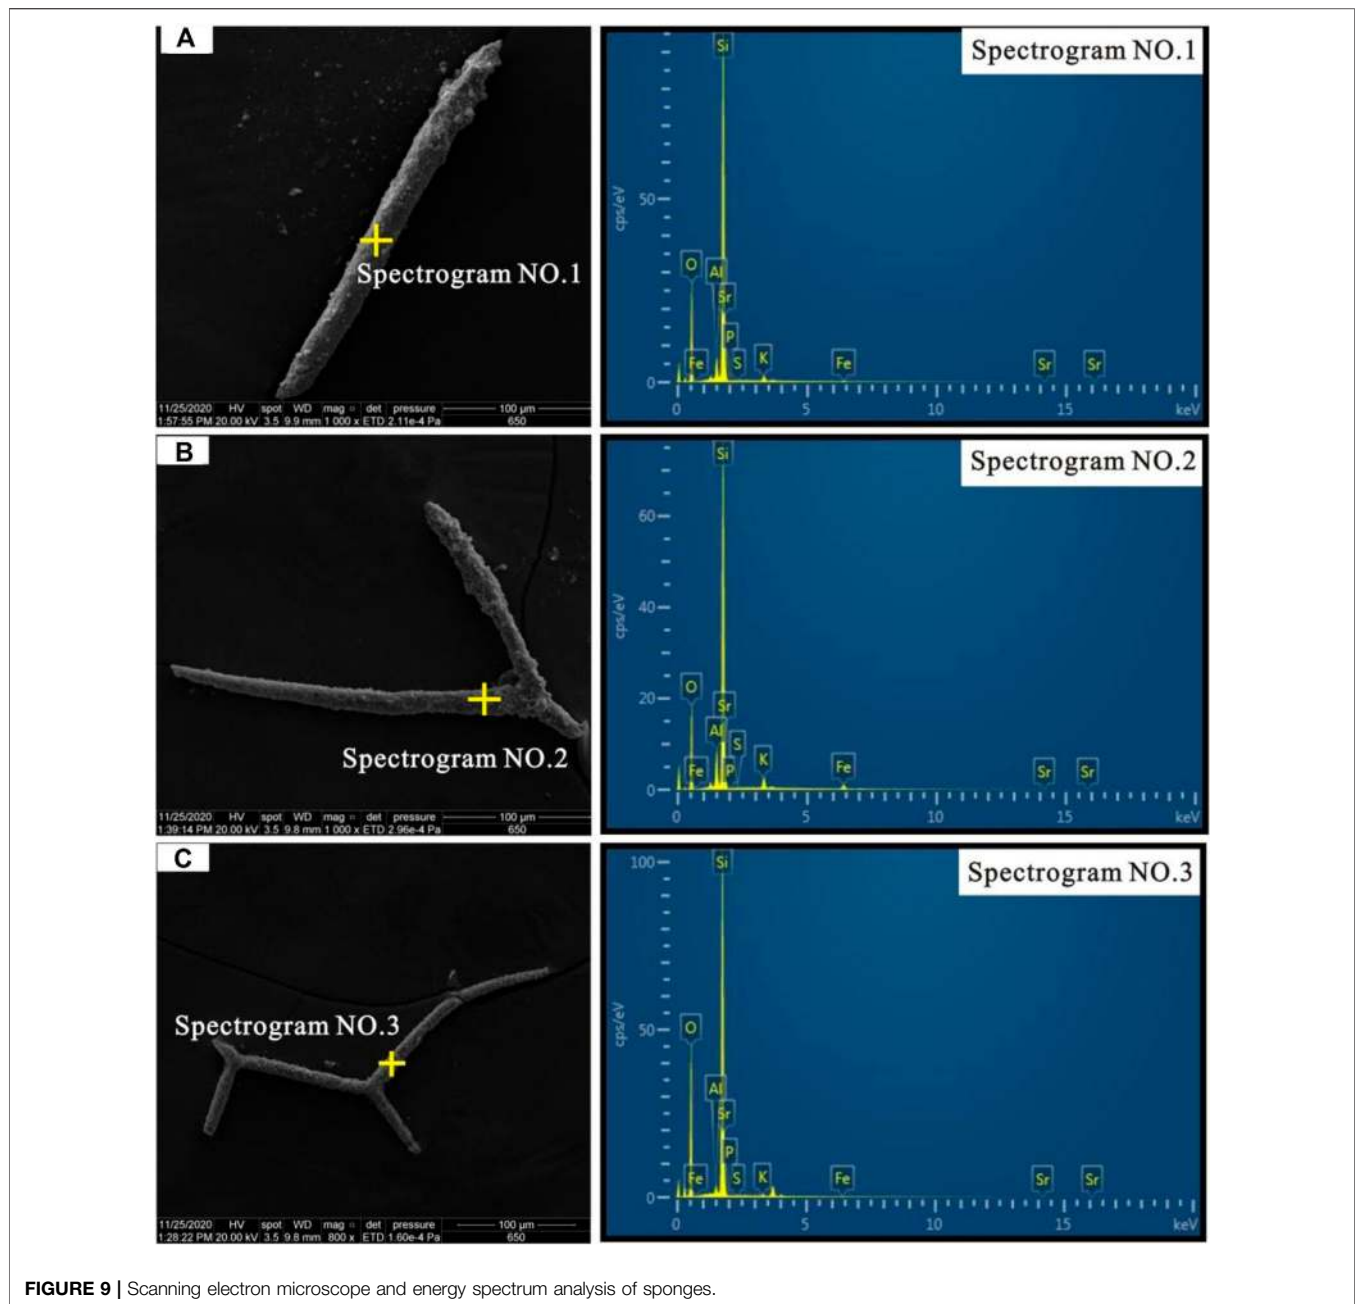 A
Spectrogram NO.1
11/25/2020 HV spot WD mag □ det pressure 100 µm
1:57:55 PM 20.00 kV 3.5 9.9 mm 1 000 x ETD 2.11e-4 Pa 650
Spectrogram NO.1
cps/eV
50
0
Si
O
Al
Sr
P
Fe
S
K
Fe
Sr
Sr
0 5 10 15 keV
B
Spectrogram NO.2
11/25/2020 HV spot WD mag □ det pressure 100 µm
1:39:14 PM 20.00 kV 3.5 9.8 mm 1 000 x ETD 2.96e-4 Pa 650
Spectrogram NO.2
cps/eV
60
40
20
0
Si
O
Sr
Al
S
Fe
P
K
Fe
Sr
Sr
0 5 10 15 keV
C
Spectrogram NO.3
11/25/2020 HV spot WD mag □ det pressure 100 µm
1:28:22 PM 20.00 kV 3.5 9.8 mm 800 x ETD 1.60e-4 Pa 650
Spectrogram NO.3
cps/eV
100
50
0
Si
O
Al
Sr
P
Fe
S
K
Fe
Sr
Sr
0 5 10 15 keV
FIGURE 9 | Scanning electron microscope and energy spectrum analysis of sponges.